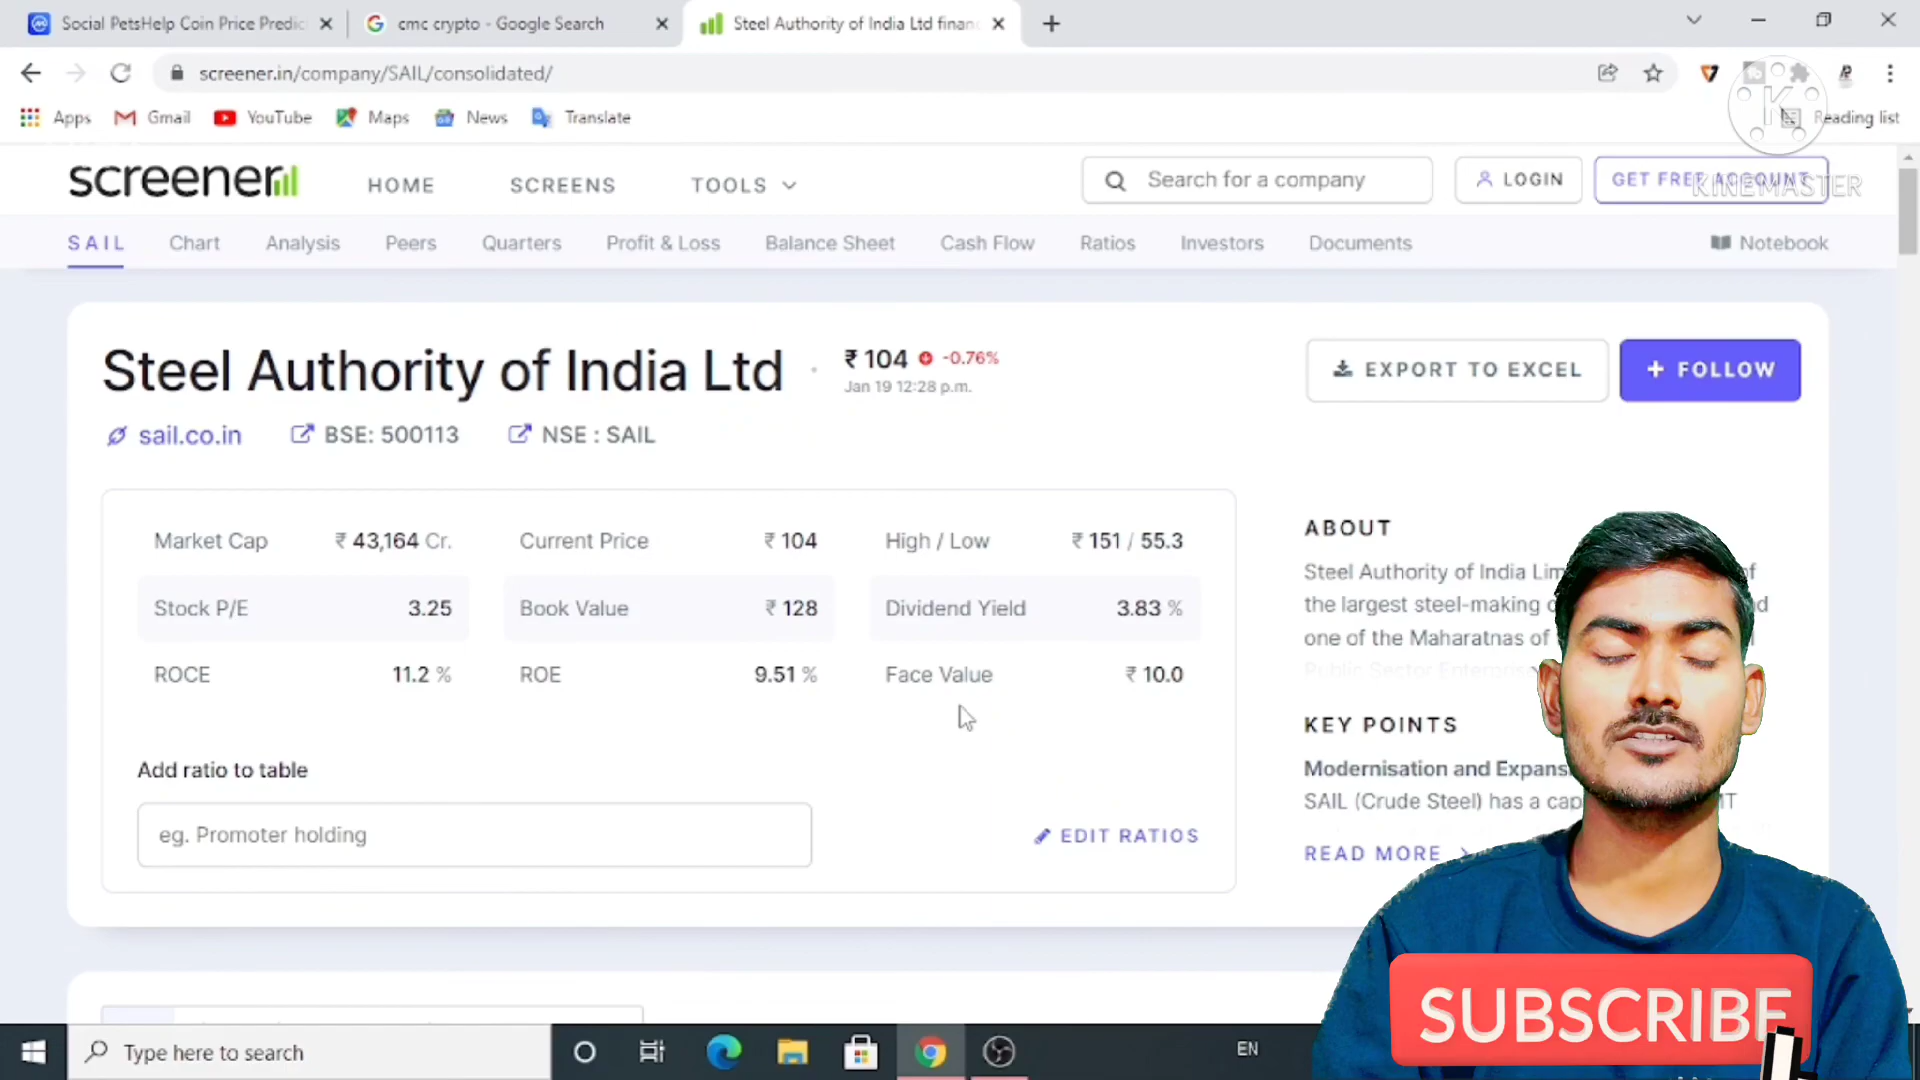 Social PetsHelp Coin Price Predic
cmc crypto - Google Search
Steel Authority of India Ltd finan
screener.in/company/SAIL/consolidated/
Apps
Gmail
YouTube
Maps
News
Translate
Reading list
screener
HOME
SCREENS
TOOLS
Search for a company
LOGIN
GET FREE ACCOUNT
KINEMASTER
SAIL
Chart
Analysis
Peers
Quarters
Profit & Loss
Balance Sheet
Cash Flow
Ratios
Investors
Documents
Notebook
Steel Authority of India Ltd
₹ 104 -0.76%
Jan 19 12:28 p.m.
EXPORT TO EXCEL
+ FOLLOW
sail.co.in
BSE: 500113
NSE : SAIL
Market Cap ₹ 43,164 Cr.
Current Price ₹ 104
High / Low ₹ 151 / 55.3
Stock P/E 3.25
Book Value ₹ 128
Dividend Yield 3.83 %
ROCE 11.2 %
ROE 9.51 %
Face Value ₹ 10.0
Add ratio to table
eg. Promoter holding
EDIT RATIOS
ABOUT
Steel Authority of India Lim of
the largest steel-making
one of the Maharatnas of
Public Sector Enterpris
KEY POINTS
Modernisation and Expans
SAIL (Crude Steel) has a cap
READ MORE
SUBSCRIBE
Type here to search
EN